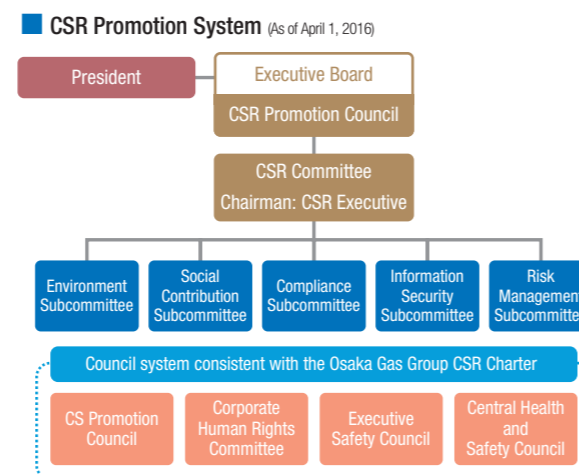 CSR Promotion System (As of April 1, 2016)
President
Executive Board
CSR Promotion Council
CSR Committee
Chairman: CSR Executive
Environment
Subcommittee
Social
Contribution
Subcommittee
Compliance
Subcommittee
Information
Security
Subcommittee
Risk
Management
Subcommittee
Council system consistent with the Osaka Gas Group CSR Charter
CS Promotion
Council
Corporate
Human Rights
Committee
Executive
Safety Council
Central Health
and
Safety Council